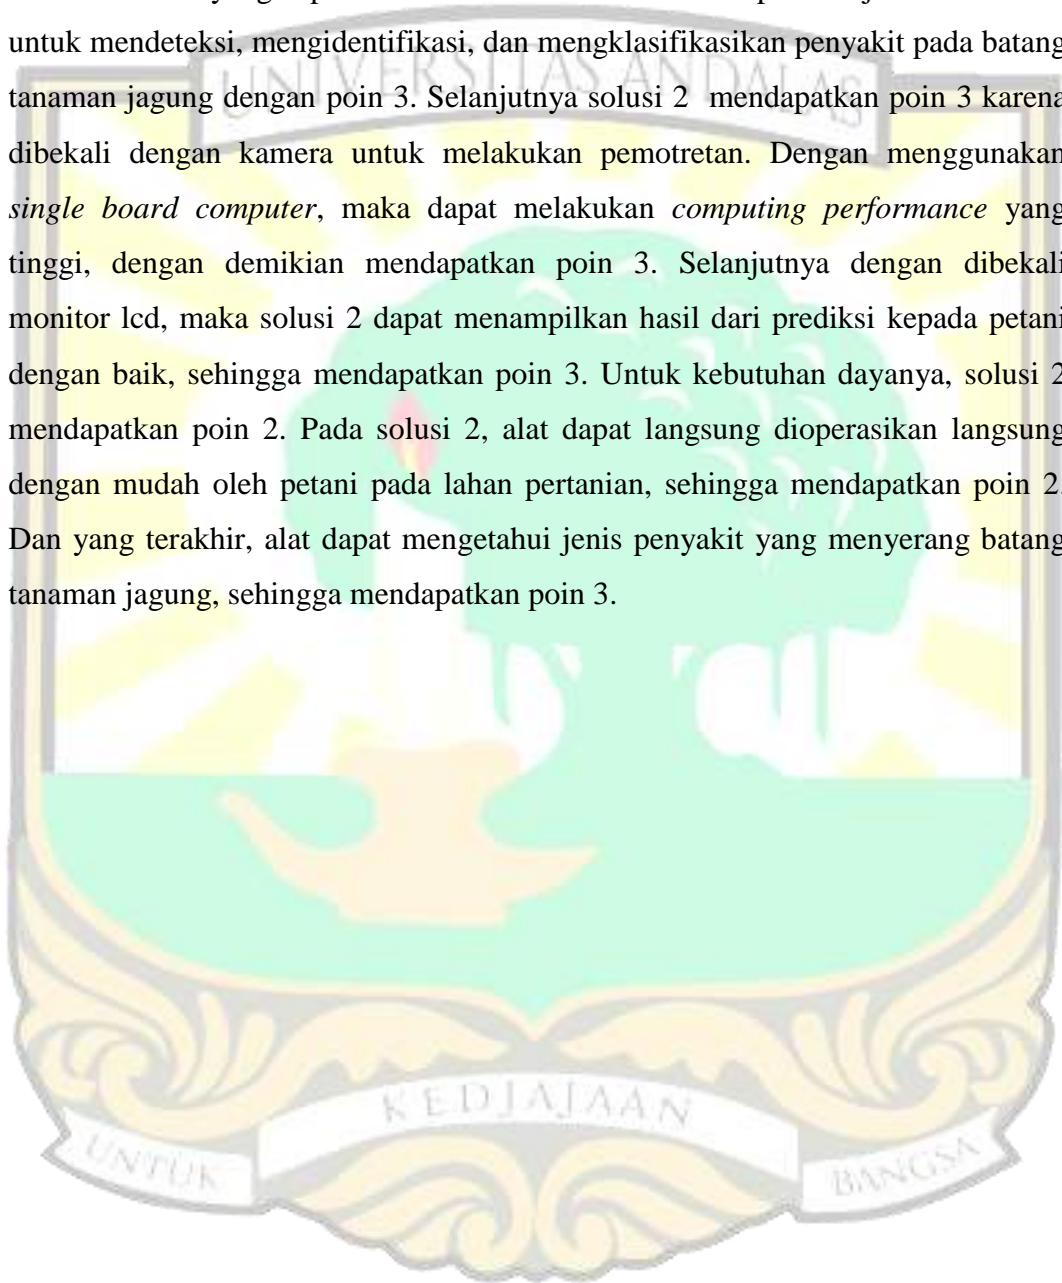 untuk mendeteksi, mengidentifikasi, dan mengklasifikasikan penyakit pada batang
UNIVERSITAS ANDALAS
tanaman jagung dengan poin 3. Selanjutnya solusi 2 mendapatkan poin 3 karena
dibekali dengan kamera untuk melakukan pemotretan. Dengan menggunakan
single board computer, maka dapat melakukan computing performance yang
tinggi, dengan demikian mendapatkan poin 3. Selanjutnya dengan dibekali
monitor lcd, maka solusi 2 dapat menampilkan hasil dari prediksi kepada petani
dengan baik, sehingga mendapatkan poin 3. Untuk kebutuhan dayanya, solusi 2
mendapatkan poin 2. Pada solusi 2, alat dapat langsung dioperasikan langsung
dengan mudah oleh petani pada lahan pertanian, sehingga mendapatkan poin 2.
Dan yang terakhir, alat dapat mengetahui jenis penyakit yang menyerang batang
tanaman jagung, sehingga mendapatkan poin 3.
UNTUK KEDJAJAAN BANGSA